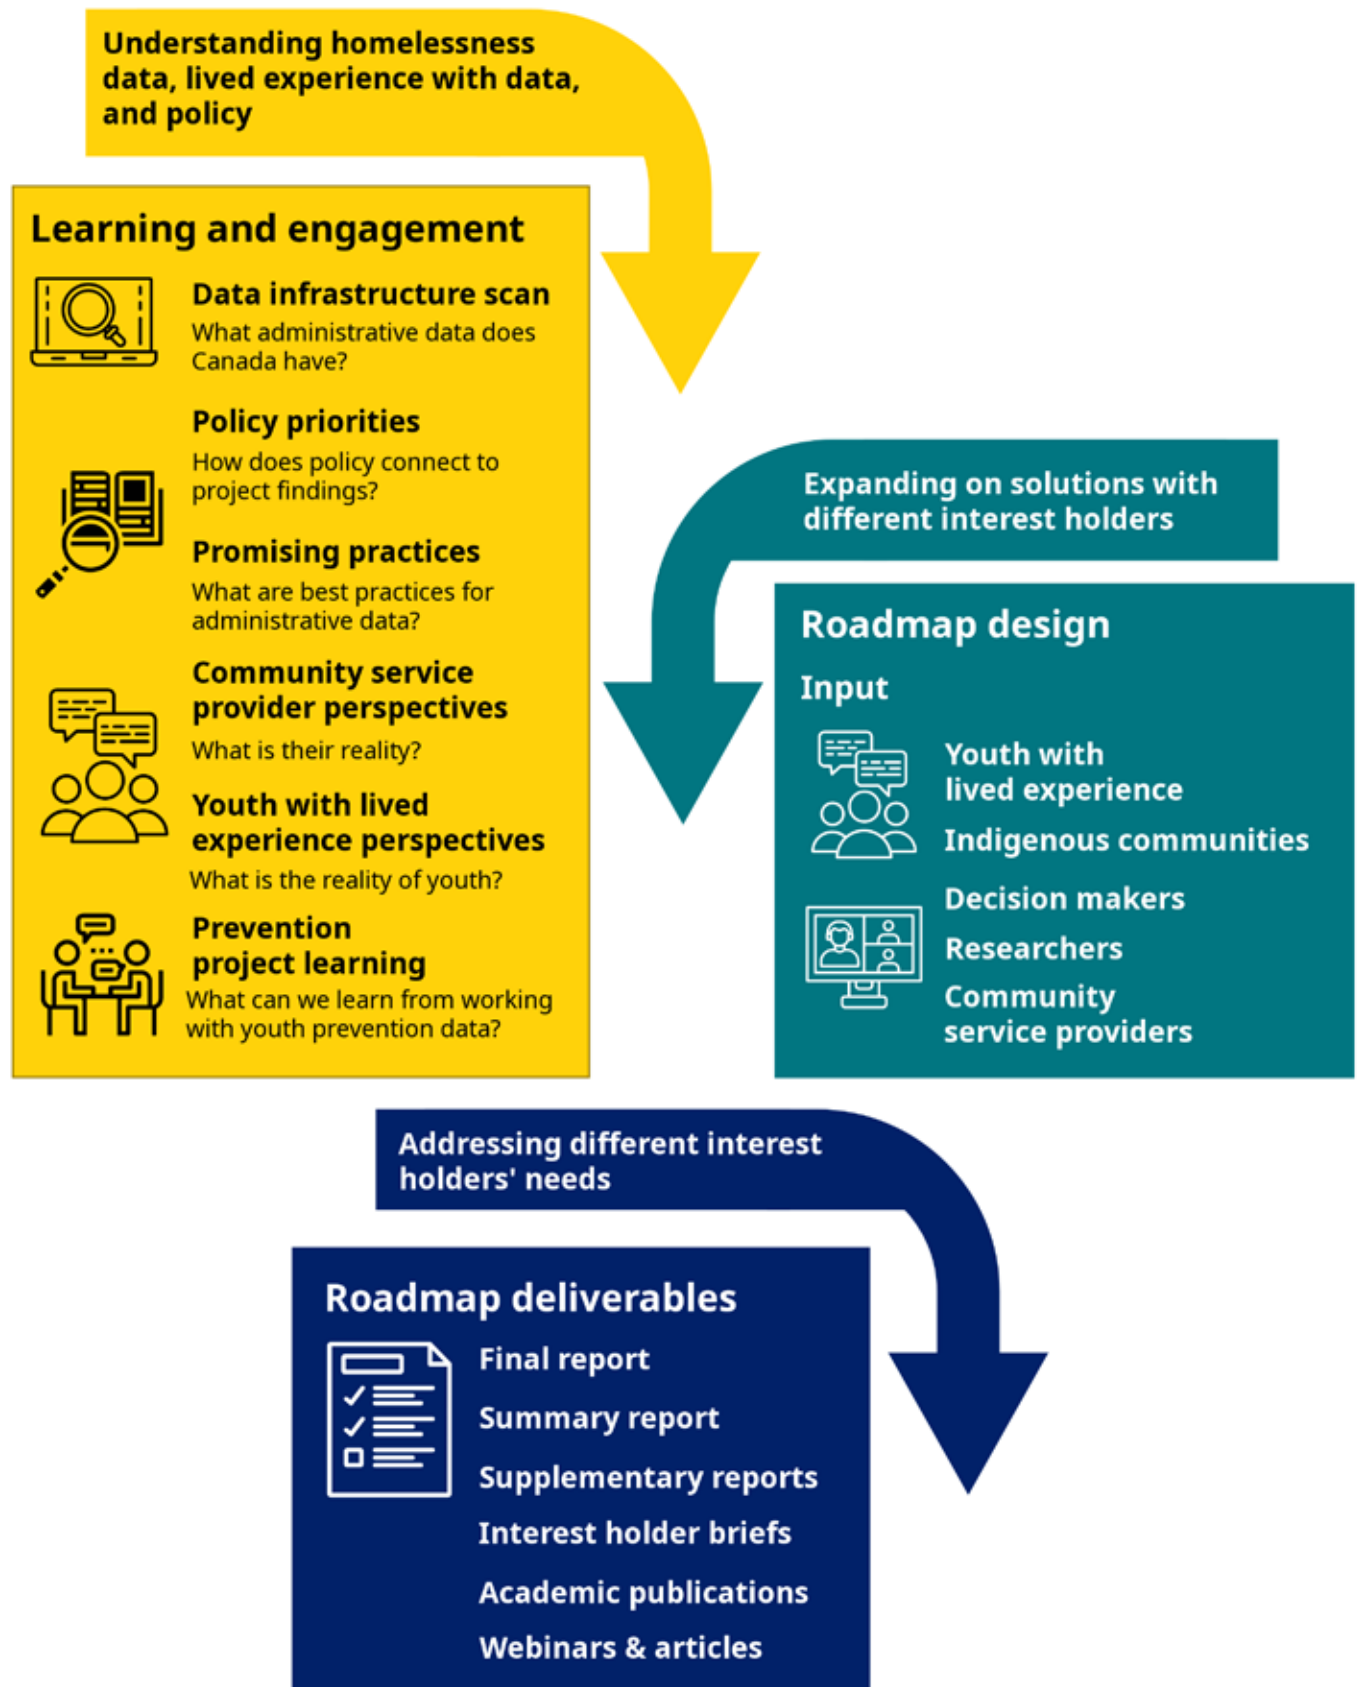 Understanding homelessness
data, lived experience with data,
and policy
Learning and engagement
Data infrastructure scan
What administrative data does
Canada have?
Policy priorities
How does policy connect to
project findings?
Promising practices
What are best practices for
administrative data?
Community service
provider perspectives
What is their reality?
Youth with lived
experience perspectives
What is the reality of youth?
Prevention
project learning
What can we learn from working
with youth prevention data?
Expanding on solutions with
different interest holders
Roadmap design
Input
Youth with
lived experience
Indigenous communities
Decision makers
Researchers
Community
service providers
Addressing different interest
holders' needs
Roadmap deliverables
Final report
Summary report
Supplementary reports
Interest holder briefs
Academic publications
Webinars & articles